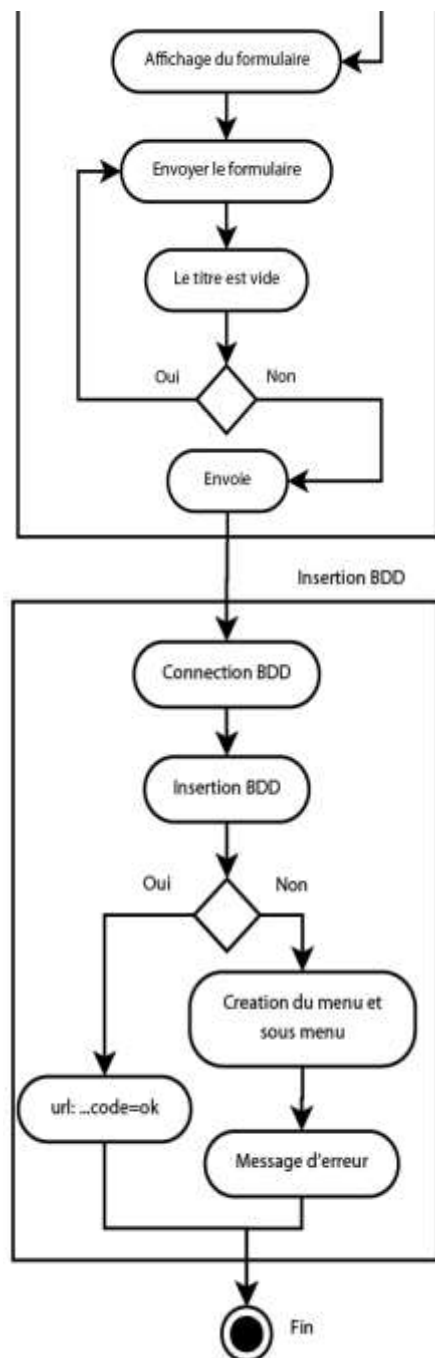 Affichage du formulaire
Envoyer le formulaire
Le titre est vide
Oui
Non
Envoie
Insertion BDD
Connection BDD
Insertion BDD
Oui
Non
Creation du menu et
sous menu
url: ...code=ok
Message d'erreur
Fin